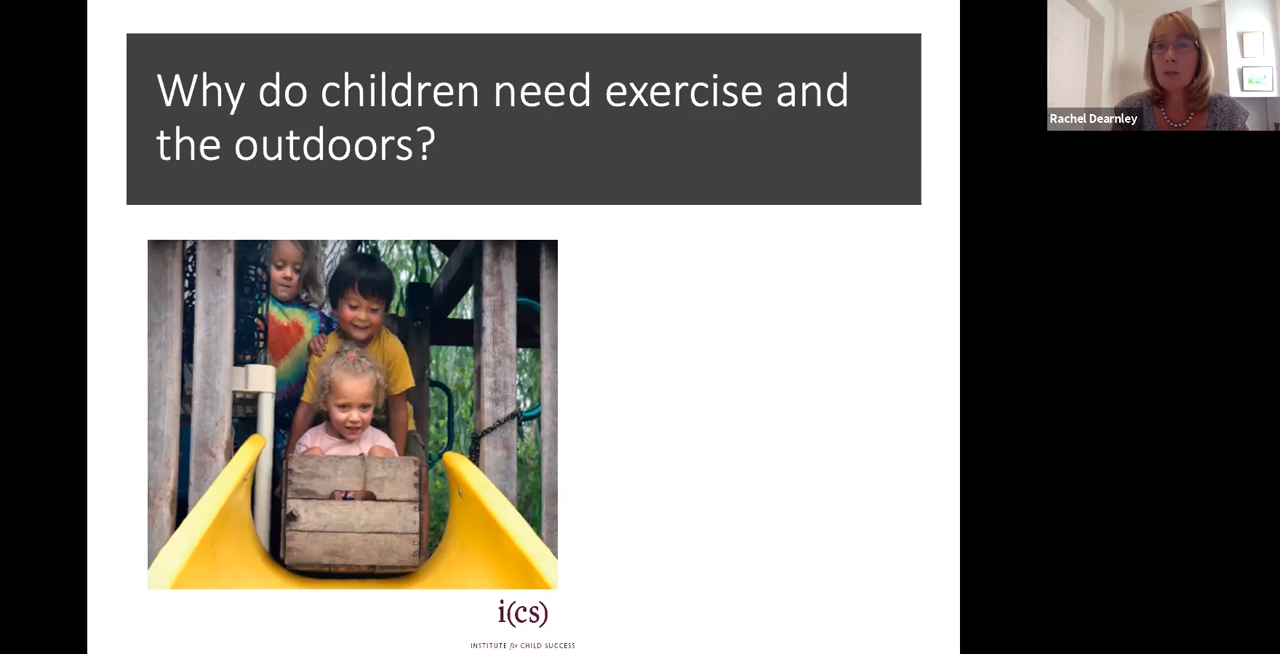 Why do children need exercise and
the outdoors?
Rachel Dearnley
i(cs)
INSTITUTE for CHILD SUCCESS